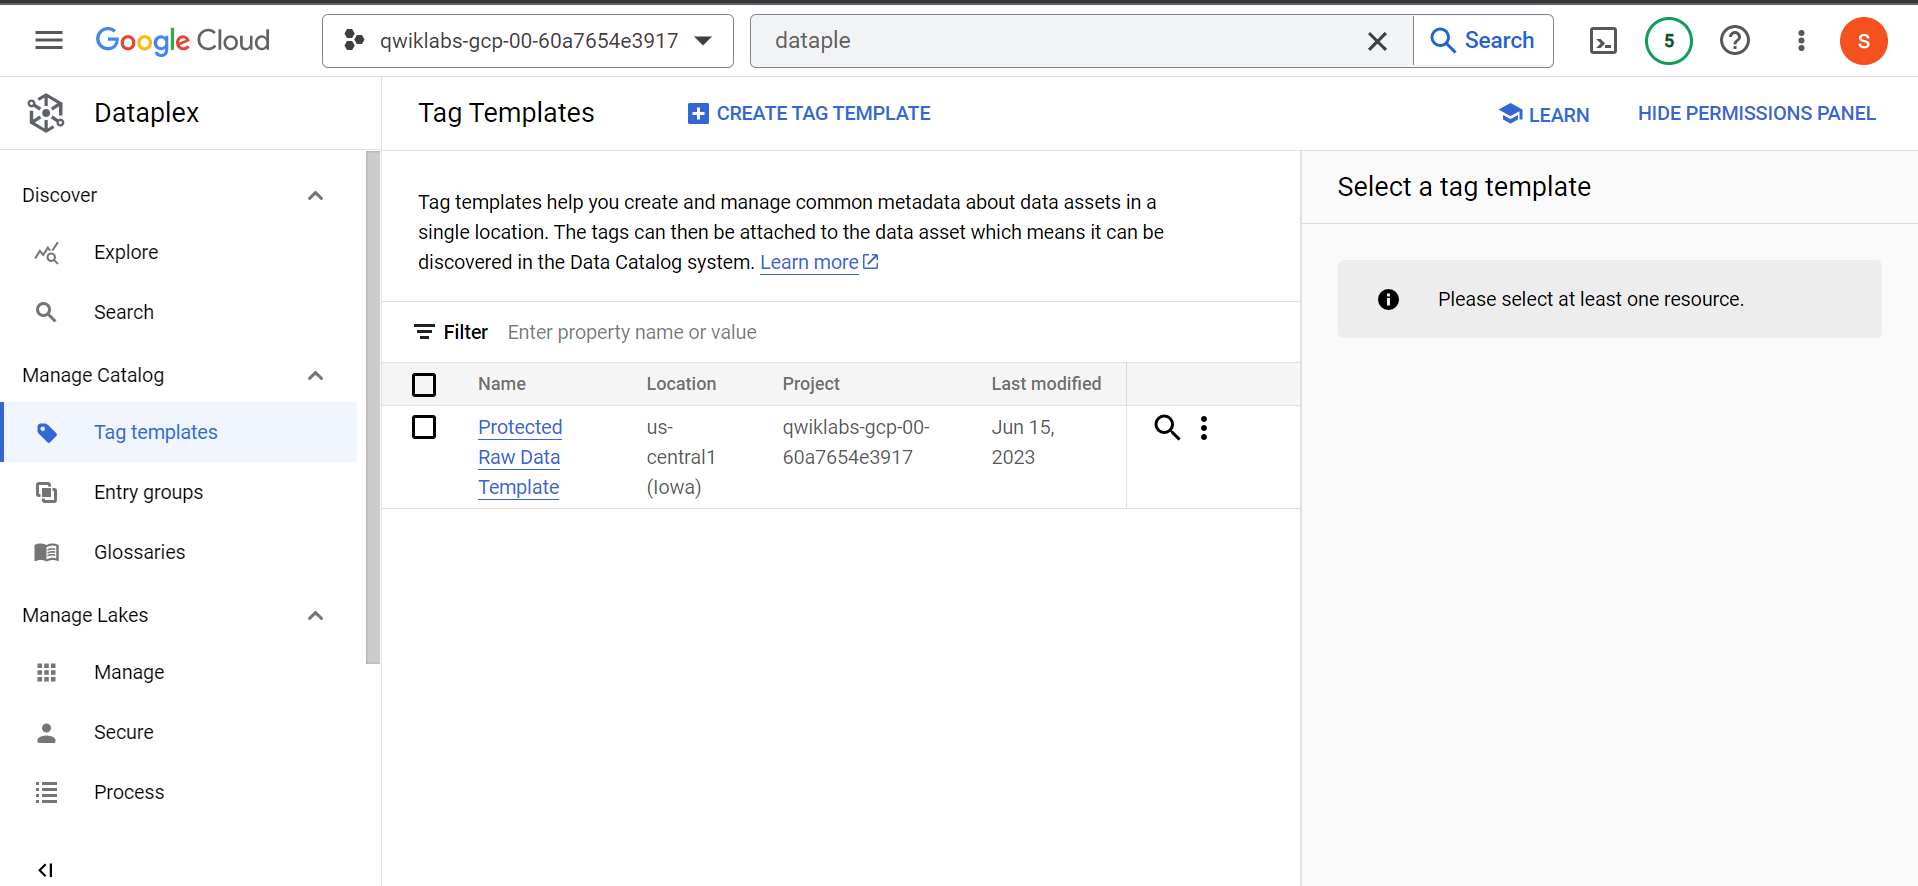 Google Cloud
qwiklabs-gcp-00-60a7654e3917
dataple
Search
5
S
Dataplex
Tag Templates
CREATE TAG TEMPLATE
LEARN
HIDE PERMISSIONS PANEL
Discover
Explore
Search
Manage Catalog
Tag templates
Entry groups
Glossaries
Manage Lakes
Manage
Secure
Process
Tag templates help you create and manage common metadata about data assets in a
single location. The tags can then be attached to the data asset which means it can be
discovered in the Data Catalog system. Learn more
Filter Enter property name or value
Name Location Project Last modified
Protected
Raw Data
Template
us-
central1
(Iowa)
qwiklabs-gcp-00-
60a7654e3917
Jun 15,
2023
Select a tag template
Please select at least one resource.